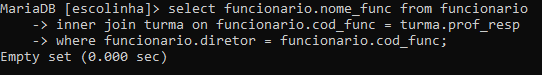 MariaDB [escolinha]> select funcionario.nome_func from funcionario
    -> inner join turma on funcionario.cod_func = turma.prof_resp
    -> where funcionario.diretor = funcionario.cod_func;
Empty set (0.000 sec)